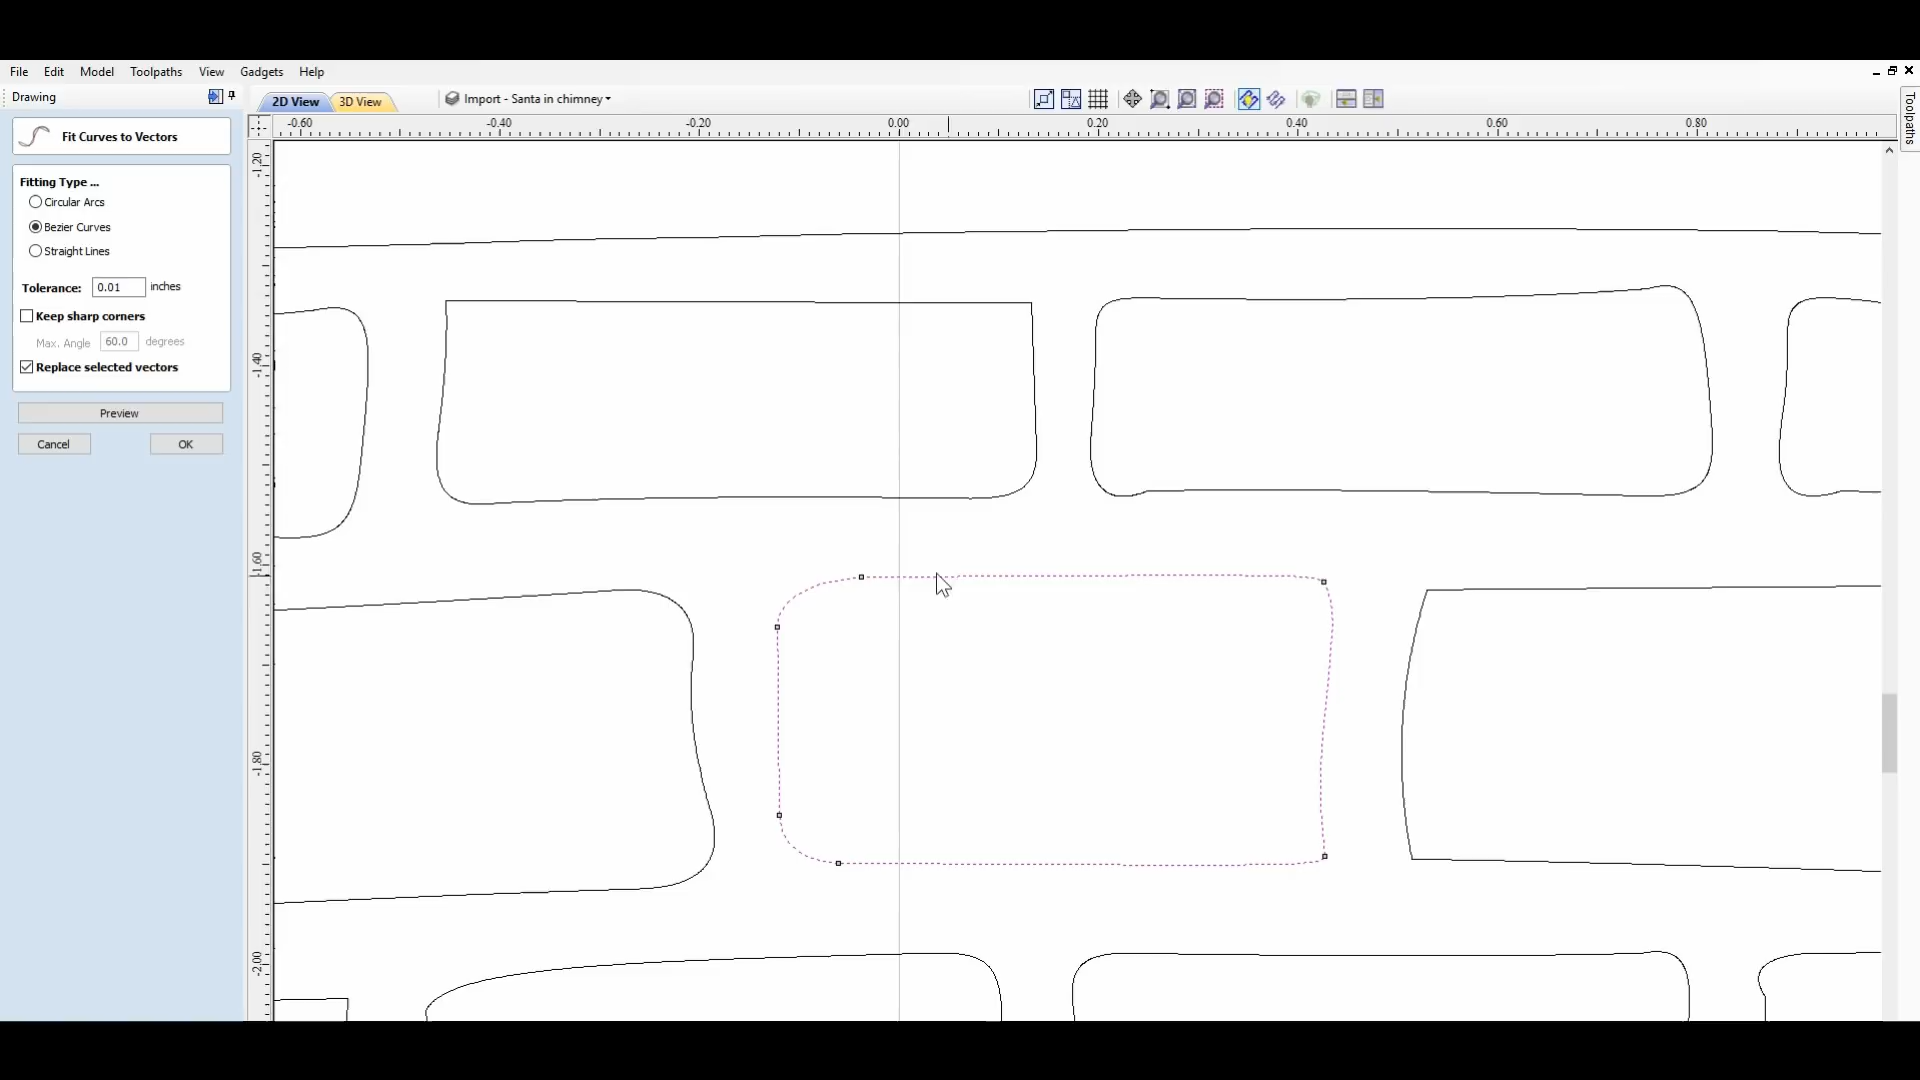 File Edit Model Toolpaths View Gadgets Help
Drawing
2D View 3D View Import - Santa in chimney
Toolpaths
Fit Curves to Vectors
-0.60 -0.40 -0.20 0.00 0.20 0.40 0.60 0.80
Fitting Type ...
Circular Arcs
Bezier Curves
Straight Lines
Tolerance: 0.01 inches
Keep sharp corners
Max. Angle 60.0 degrees
Replace selected vectors
Preview
Cancel OK
-1.20
-1.40
-1.60
-1.80
-2.00